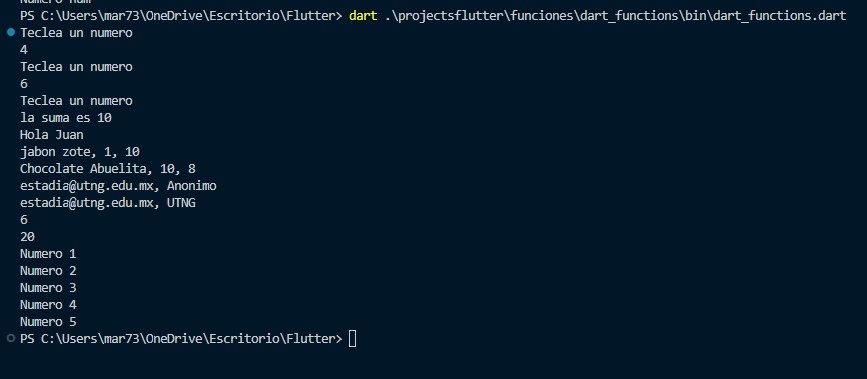 PS C:\Users\mar73\OneDrive\Escritorio\Flutter> dart .\projectsflutter\funciones\dart_functions\bin\dart_functions.dart
Teclea un numero
4
Teclea un numero
6
Teclea un numero
la suma es 10
Hola Juan
jabon zote, 1, 10
Chocolate Abuelita, 10, 8
estadia@utng.edu.mx, Anonimo
estadia@utng.edu.mx, UTNG
6
20
Numero 1
Numero 2
Numero 3
Numero 4
Numero 5
PS C:\Users\mar73\OneDrive\Escritorio\Flutter>